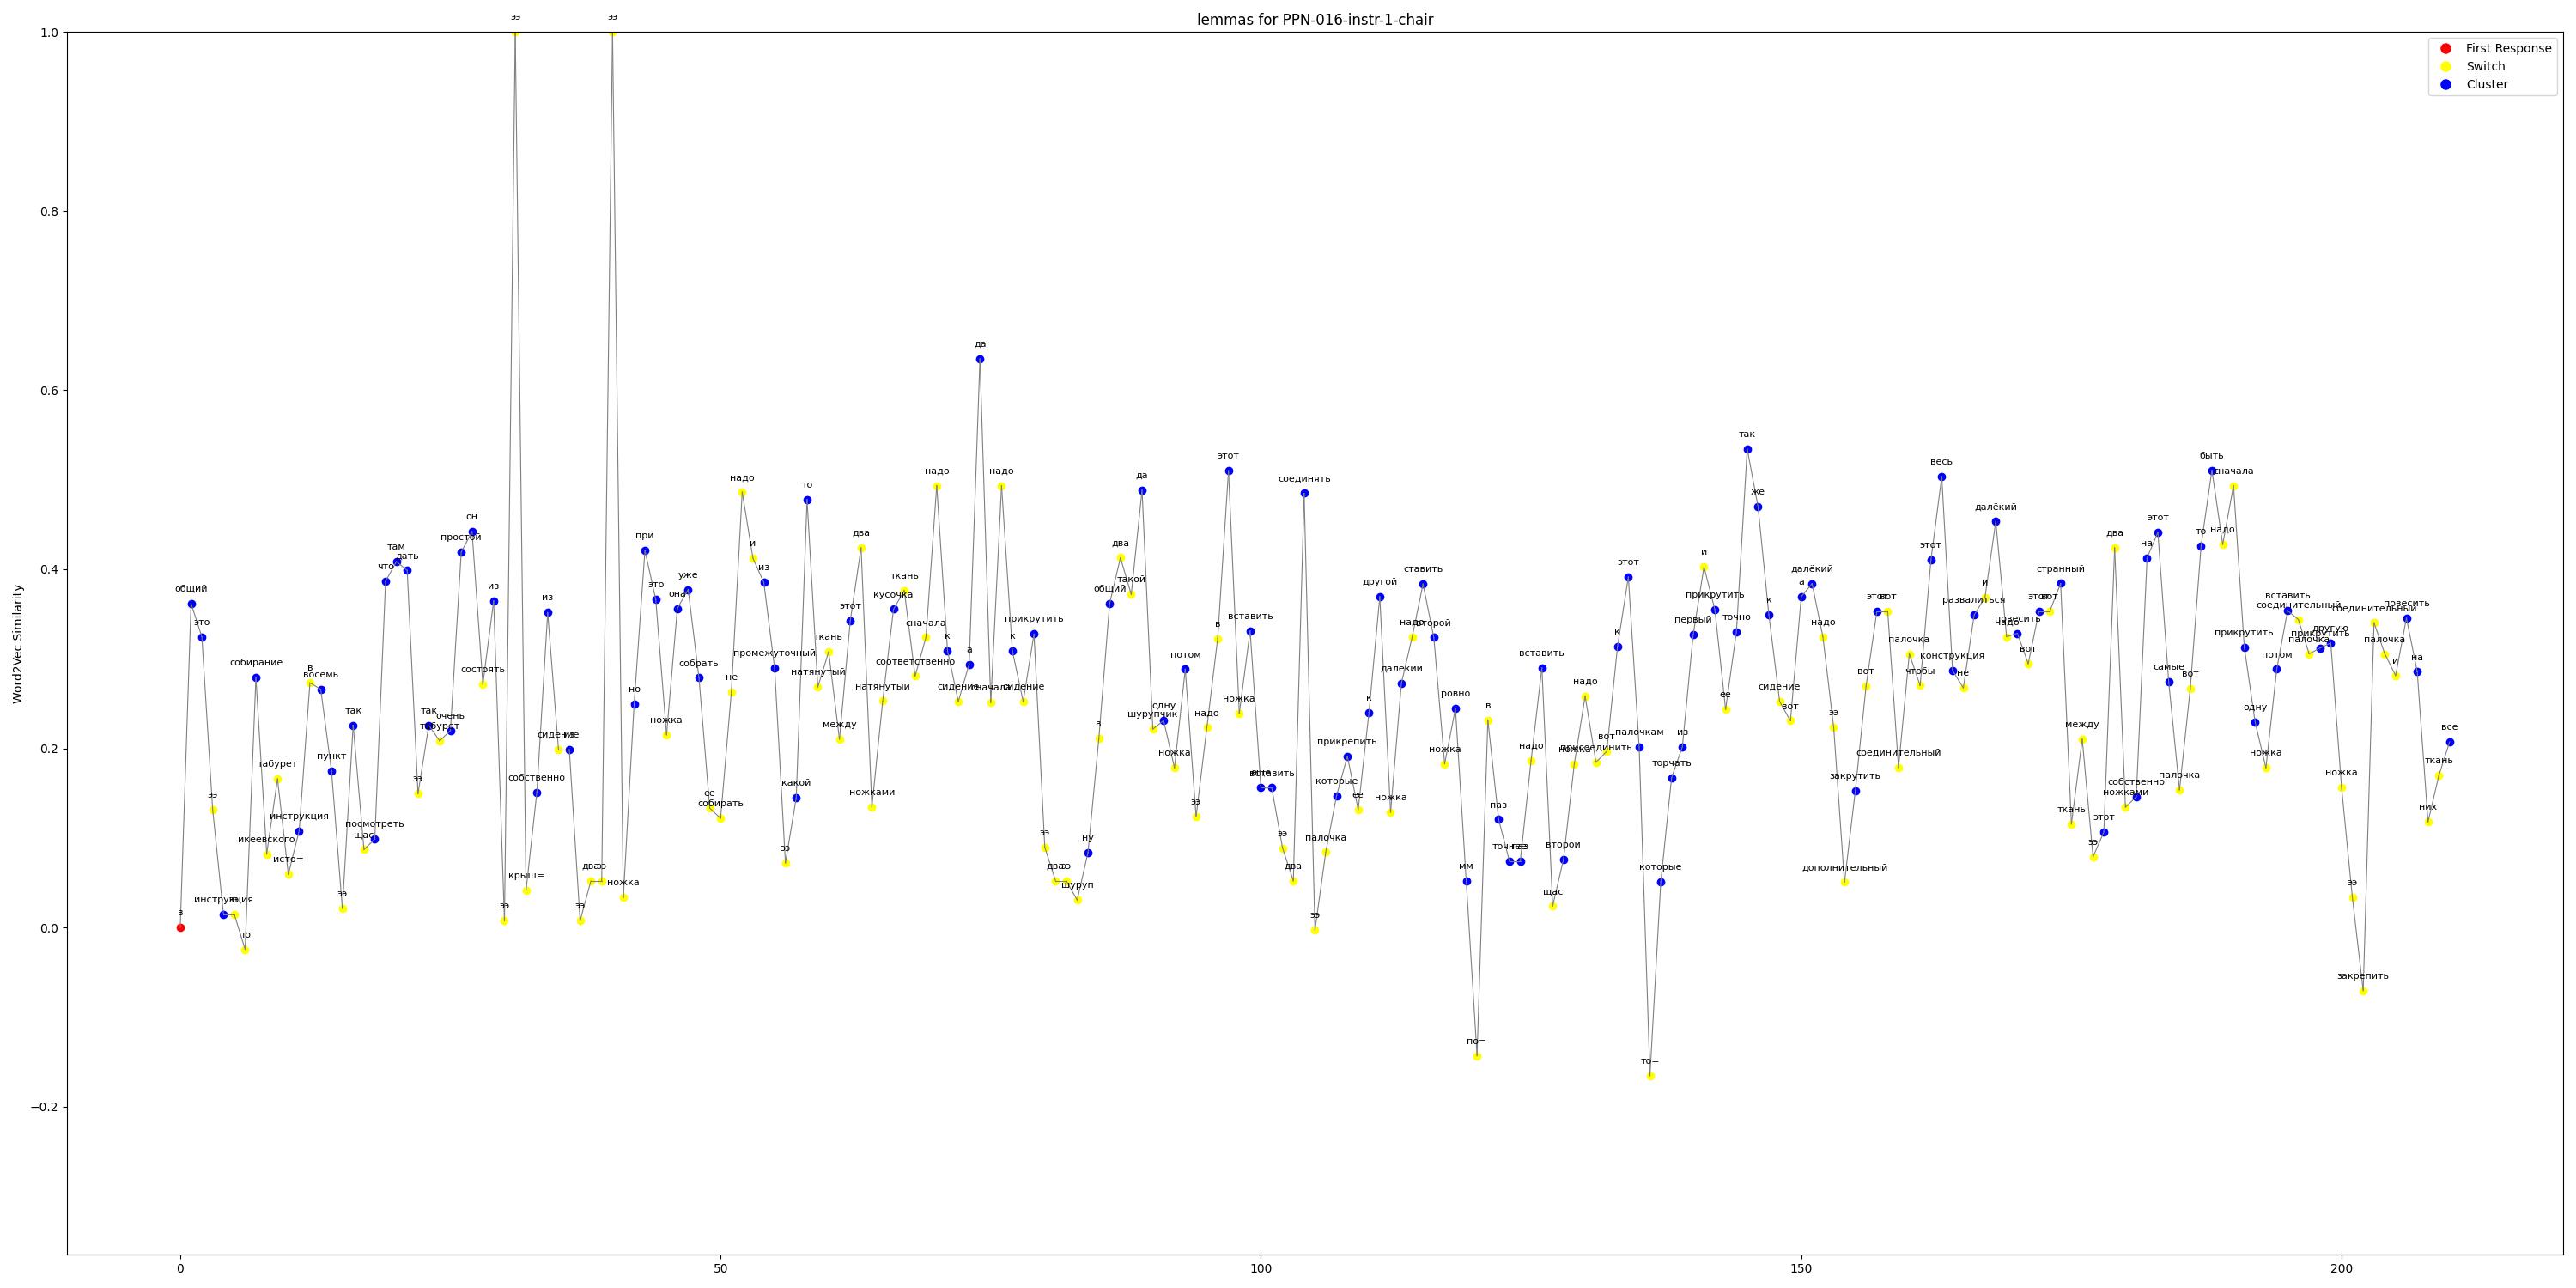 lemmas for PPN-016-instr-1-chair
First Response
Switch
Cluster
Word2Vec Similarity
1.0
0.8
0.6
0.4
0.2
0.0
−0.2
0
50
100
150
200
в
общий
это
ээ
инструкция
по
собирание
икеевского
табурет
исто=
инструкция
в
восемь
пункт
ээ
так
щас
посмотреть
что
там
дать
ээ
так
табурет
очень
простой
он
состоять
из
ээ
ээ
крыш=
собственно
из
сидение
ээ
два
ээ
ээ
ножка
но
при
это
ножка
она
уже
собрать
ее
собирать
не
надо
и
из
промежуточный
ээ
какой
то
натянутый
ткань
между
этот
два
ножками
натянутый
кусочка
ткань
соответственно
сначала
надо
к
сидение
а
да
сначала
надо
к
сидение
прикрутить
ээ
два
ээ
шуруп
ну
в
общий
два
такой
да
шурупчик
одну
ножка
потом
ээ
надо
в
этот
ножка
вставить
вставить
ээ
два
соединять
ээ
палочка
которые
прикрепить
ее
к
другой
ножка
далёкий
надо
ставить
второй
ножка
ровно
мм
по=
в
паз
надо
вставить
щас
второй
ножка
надо
присоединить
вот
к
этот
палочкам
то=
которые
торчать
из
первый
и
прикрутить
ее
точно
так
же
к
сидение
вот
а
далёкий
надо
ээ
дополнительный
закрутить
вот
этот
вот
соединительный
палочка
чтобы
этот
весь
конструкция
не
развалиться
и
далёкий
надо
повесить
вот
этот
вот
странный
ткань
между
ээ
этот
два
ножками
собственно
на
этот
самые
палочка
вот
то
быть
надо
сначала
прикрутить
одну
ножка
потом
вставить
соединительный
палочка
прикрутить
другую
ножка
ээ
закрепить
соединительный
палочка
и
повесить
на
них
ткань
все